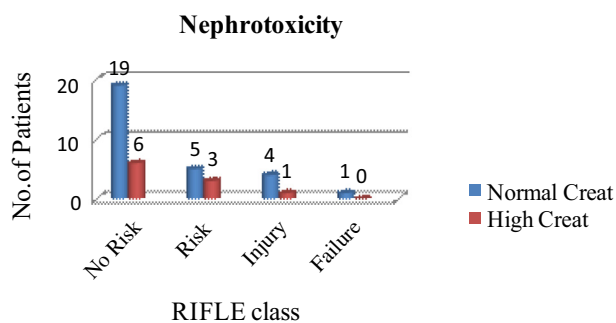 Nephrotoxicity
No.of Patients
20
10
0
19
6
5
3
4
1
1
0
No Risk
Risk
Injury
Failure
RIFLE class
Normal Creat
High Creat